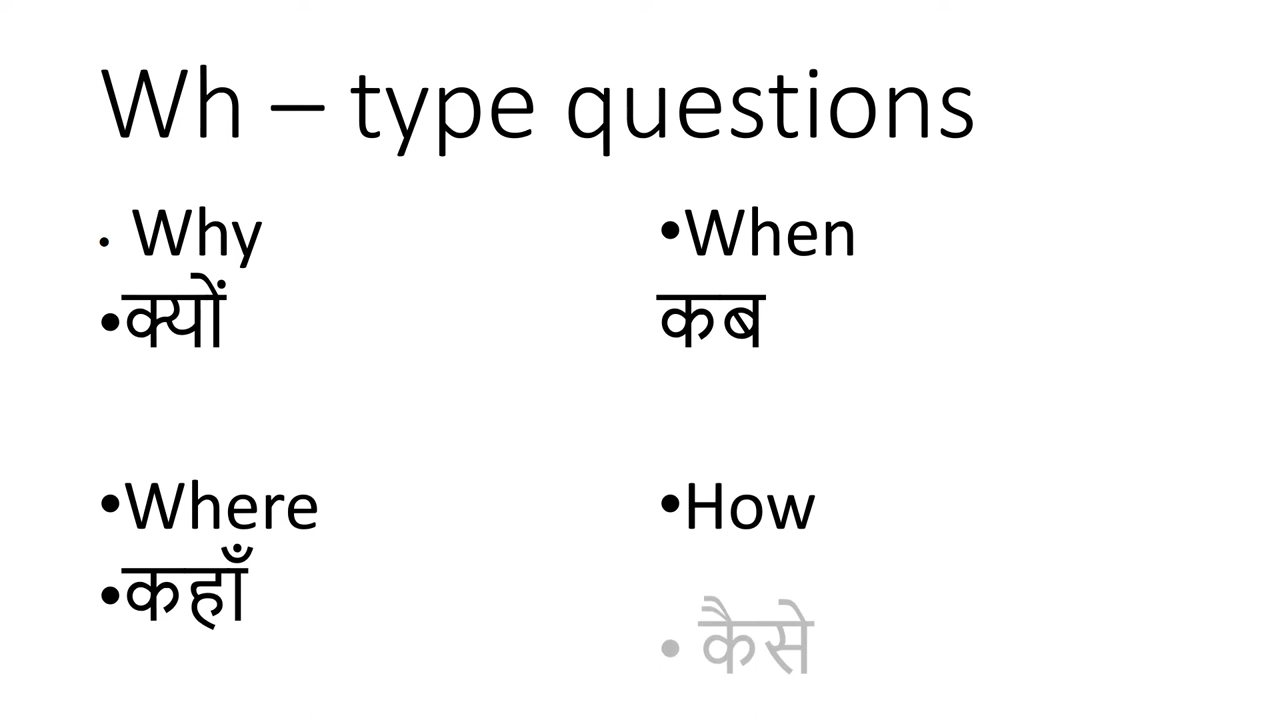 Wh – type questions
• Why
•क्यों
•When
कब
•Where
•कहाँ
•How
• कैसे